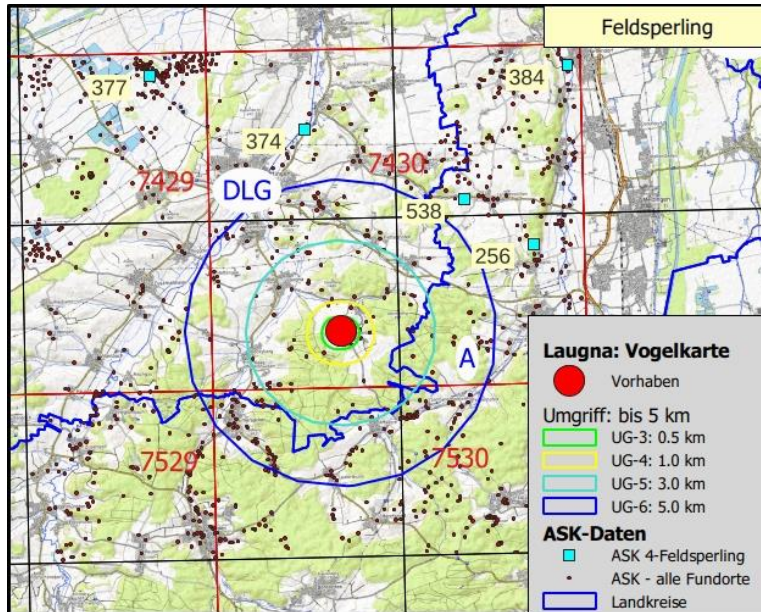 Feldsperling
377
384
374
7429
7430
DLG
538
256
A
7529
7530
Laugna: Vogelkarte
Vorhaben
Umgriff: bis 5 km
UG-3: 0.5 km
UG-4: 1.0 km
UG-5: 3.0 km
UG-6: 5.0 km
ASK-Daten
ASK 4-Feldsperling
ASK - alle Fundorte
Landkreise